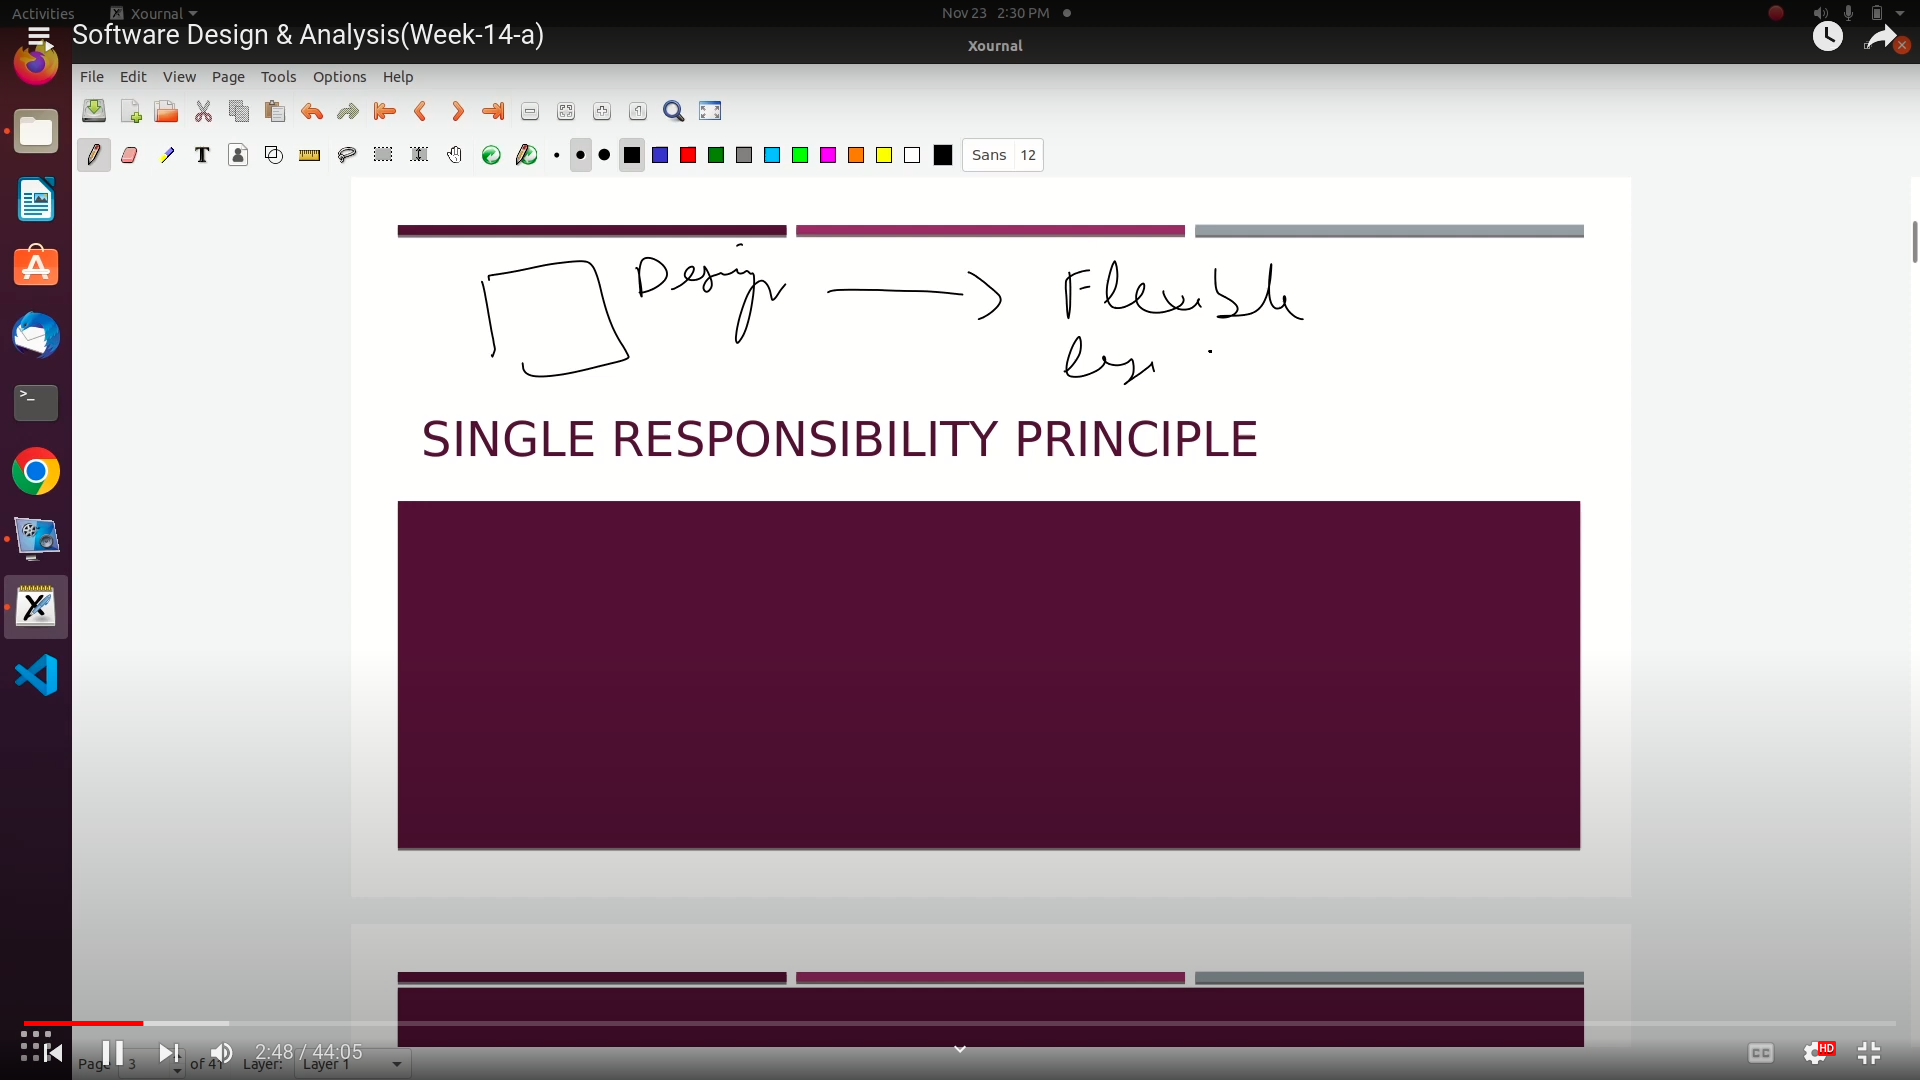 Activities Xournal Nov 23 2:30 PM
Software Design & Analysis(Week-14-a)
Xournal
File Edit View Page Tools Options Help
T Sans 12
Design Flexible
SINGLE RESPONSIBILITY PRINCIPLE
2:48 / 44:05 CC HD
Page 3 of 41 Layer: Layer 1